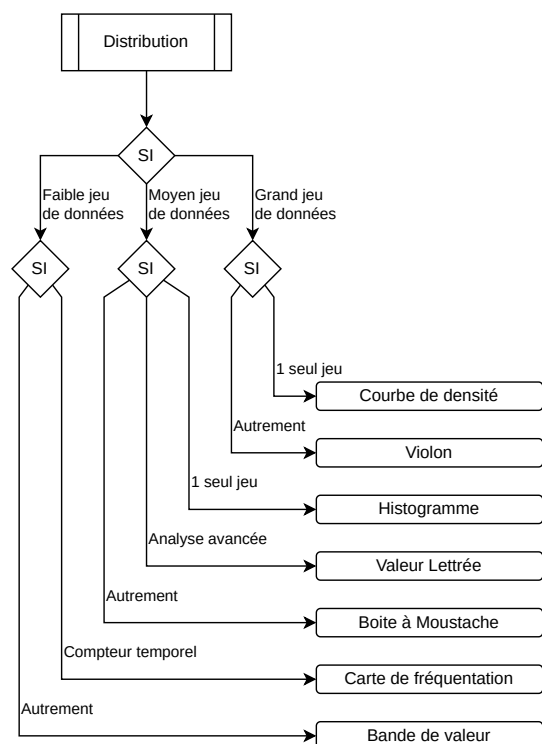 Distribution
SI
Faible jeu
de données
Moyen jeu
de données
Grand jeu
de données
SI
SI
SI
1 seul jeu
Courbe de densité
Autrement
Violon
1 seul jeu
Histogramme
Analyse avancée
Valeur Lettrée
Autrement
Boite à Moustache
Compteur temporel
Carte de fréquentation
Autrement
Bande de valeur